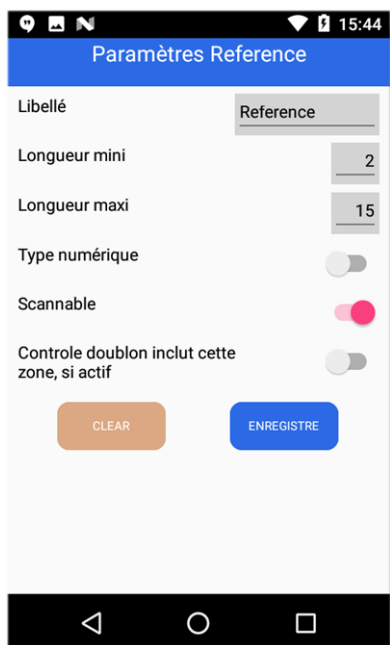 15:44
Paramètres Reference
Libellé
Reference
Longueur mini
2
Longueur maxi
15
Type numérique
Scannable
Controle doublon inclut cette
zone, si actif
CLEAR
ENREGISTRE